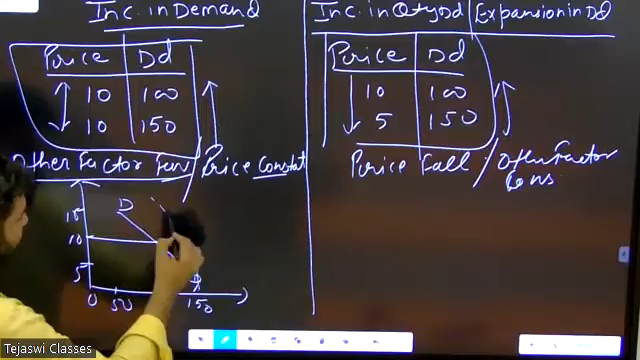 Inc. in Demand
Price Dd
10 100
10 150
Other Factor Fav / Price Constat
15
10
5
0 50 150
D
D
Inc. in Qty Dd / Expansion in Dd
Price Dd
10 100
5 150
Price Fall / Other Factor
Cons
Tejaswi Classes